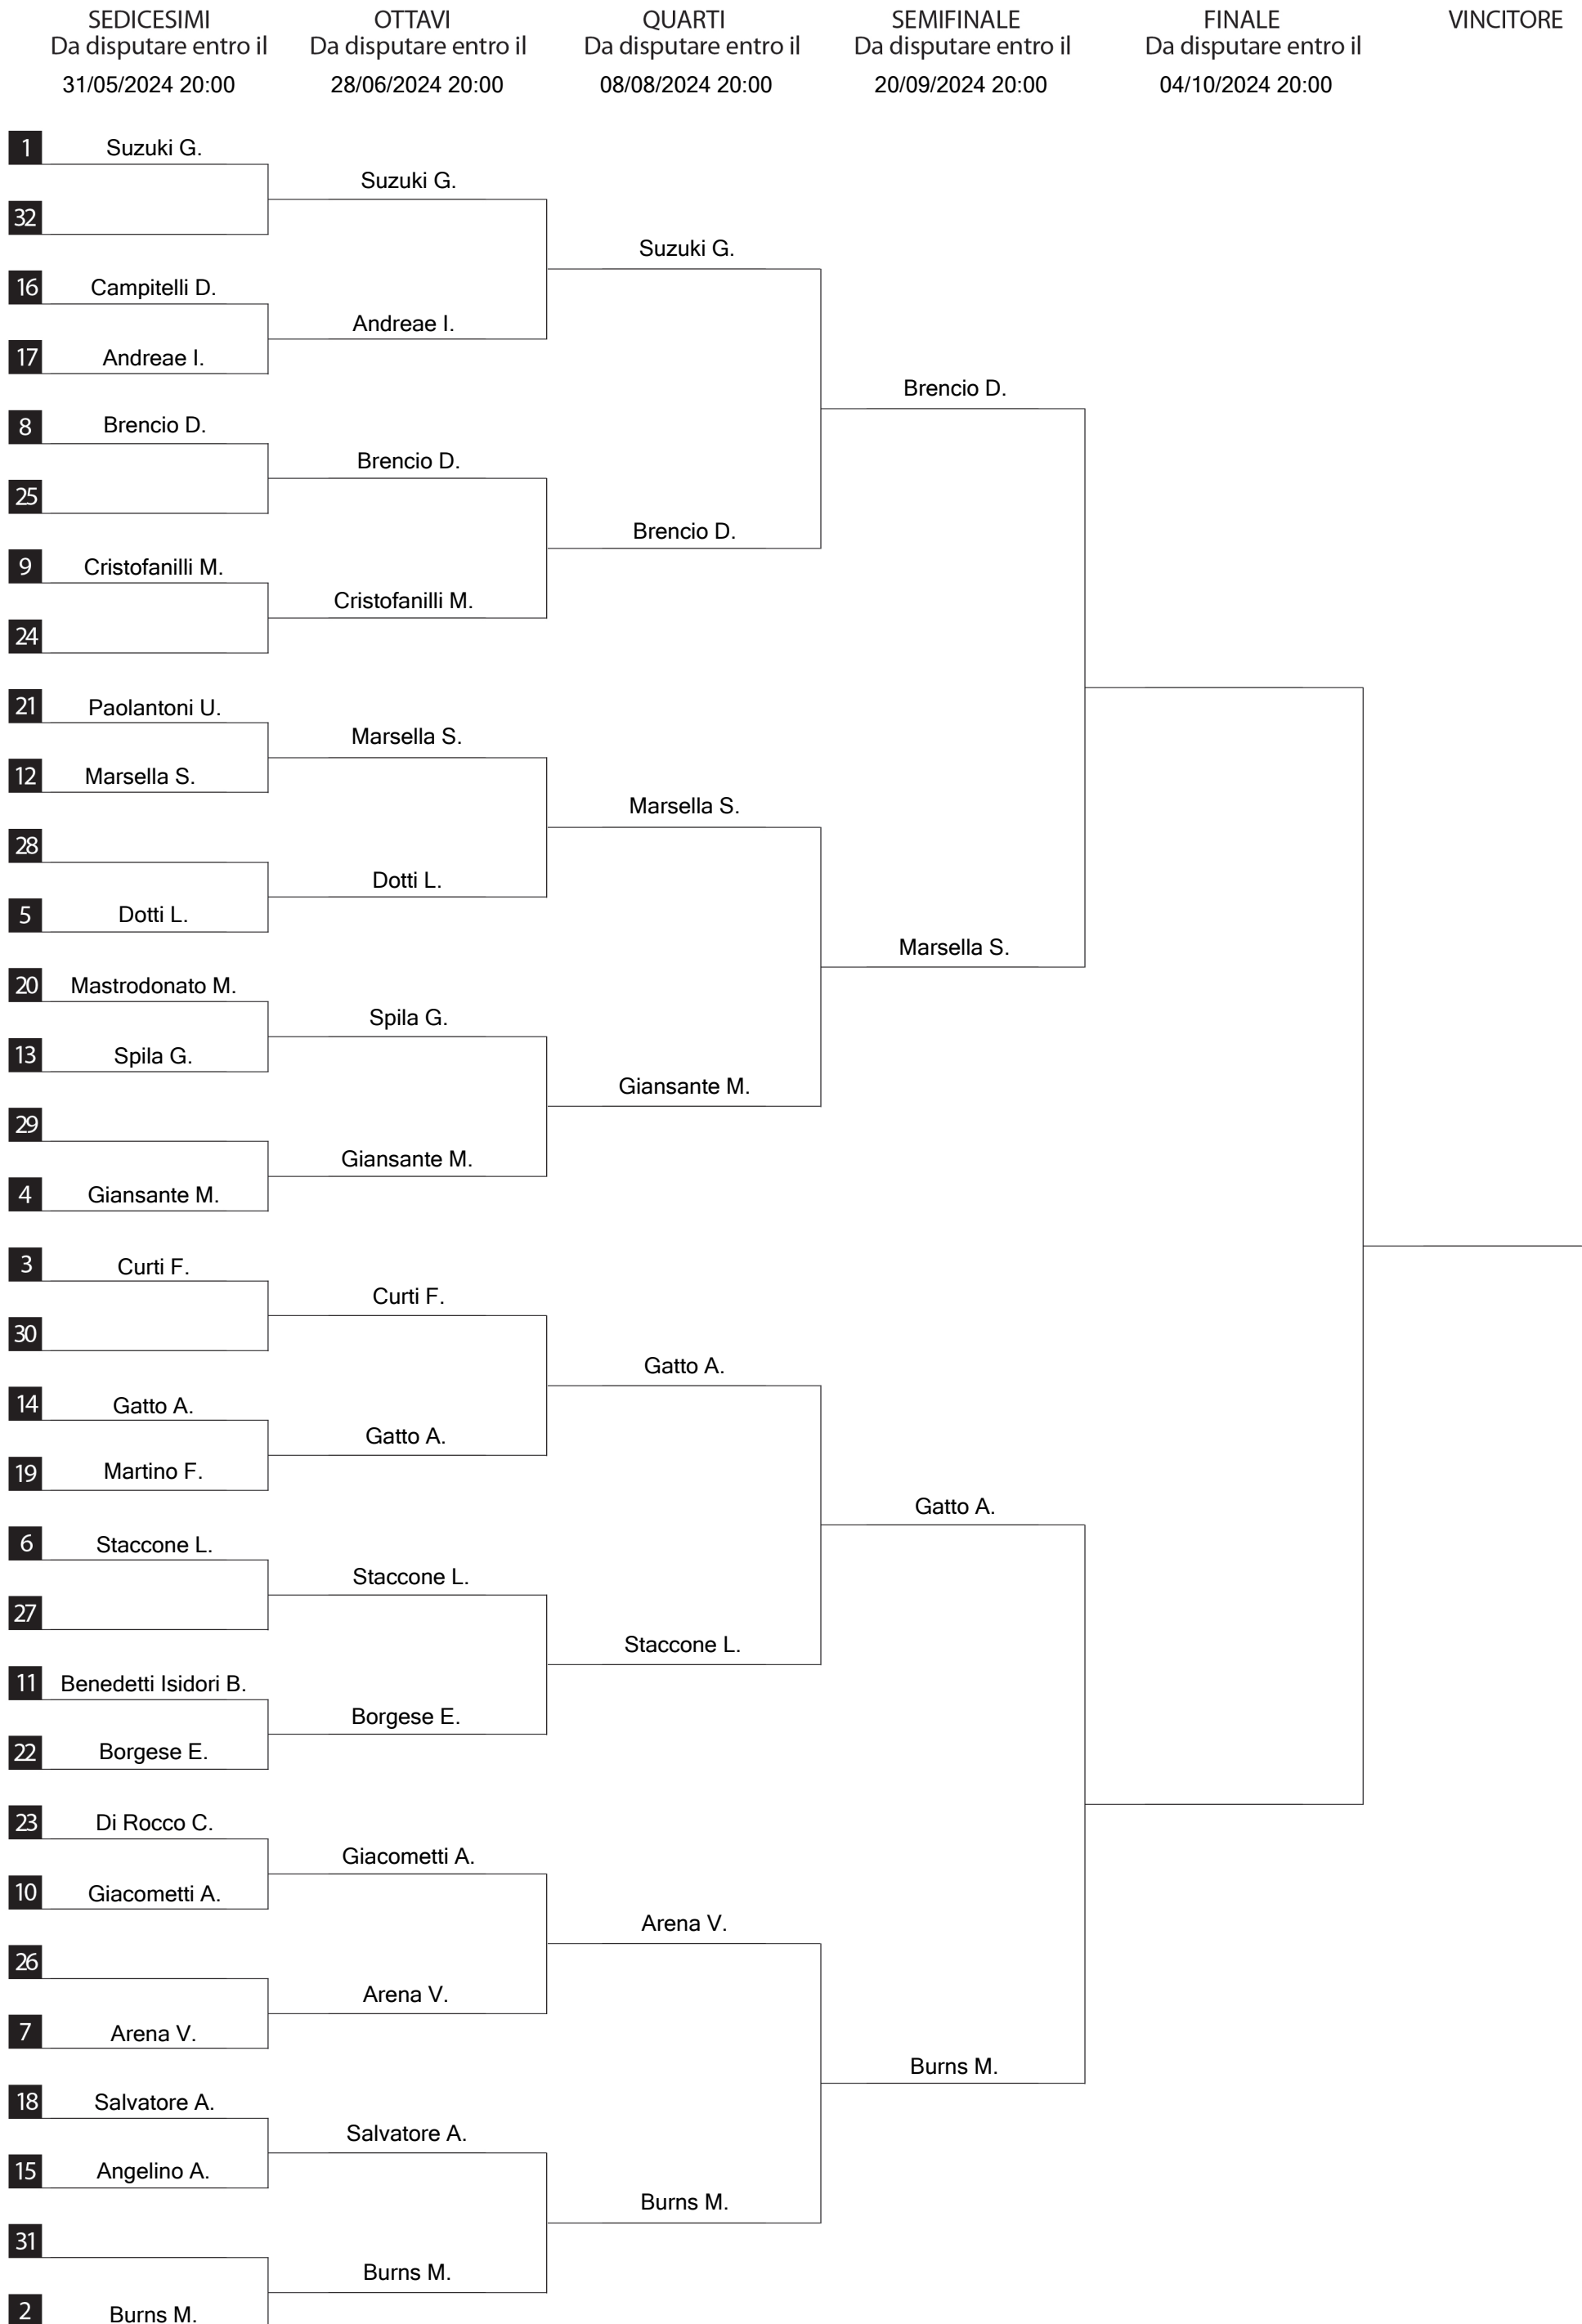 SEDICESIMI
Da disputare entro il
31/05/2024 20:00
OTTAVI
Da disputare entro il
28/06/2024 20:00
QUARTI
Da disputare entro il
08/08/2024 20:00
SEMIFINALE
Da disputare entro il
20/09/2024 20:00
FINALE
Da disputare entro il
04/10/2024 20:00
VINCITORE
1 Suzuki G.
32
16 Campitelli D.
17 Andreae I.
8 Brencio D.
25
9 Cristofanilli M.
24
21 Paolantoni U.
12 Marsella S.
28
5 Dotti L.
20 Mastrodonato M.
13 Spila G.
29
4 Giansante M.
3 Curti F.
30
14 Gatto A.
19 Martino F.
6 Staccone L.
27
11 Benedetti Isidori B.
22 Borgese E.
23 Di Rocco C.
10 Giacometti A.
26
7 Arena V.
18 Salvatore A.
15 Angelino A.
31
2 Burns M.
Suzuki G.
Andreae I.
Brencio D.
Cristofanilli M.
Marsella S.
Dotti L.
Spila G.
Giansante M.
Curti F.
Gatto A.
Staccone L.
Borgese E.
Giacometti A.
Arena V.
Salvatore A.
Burns M.
Suzuki G.
Brencio D.
Marsella S.
Giansante M.
Gatto A.
Staccone L.
Arena V.
Burns M.
Brencio D.
Marsella S.
Gatto A.
Burns M.